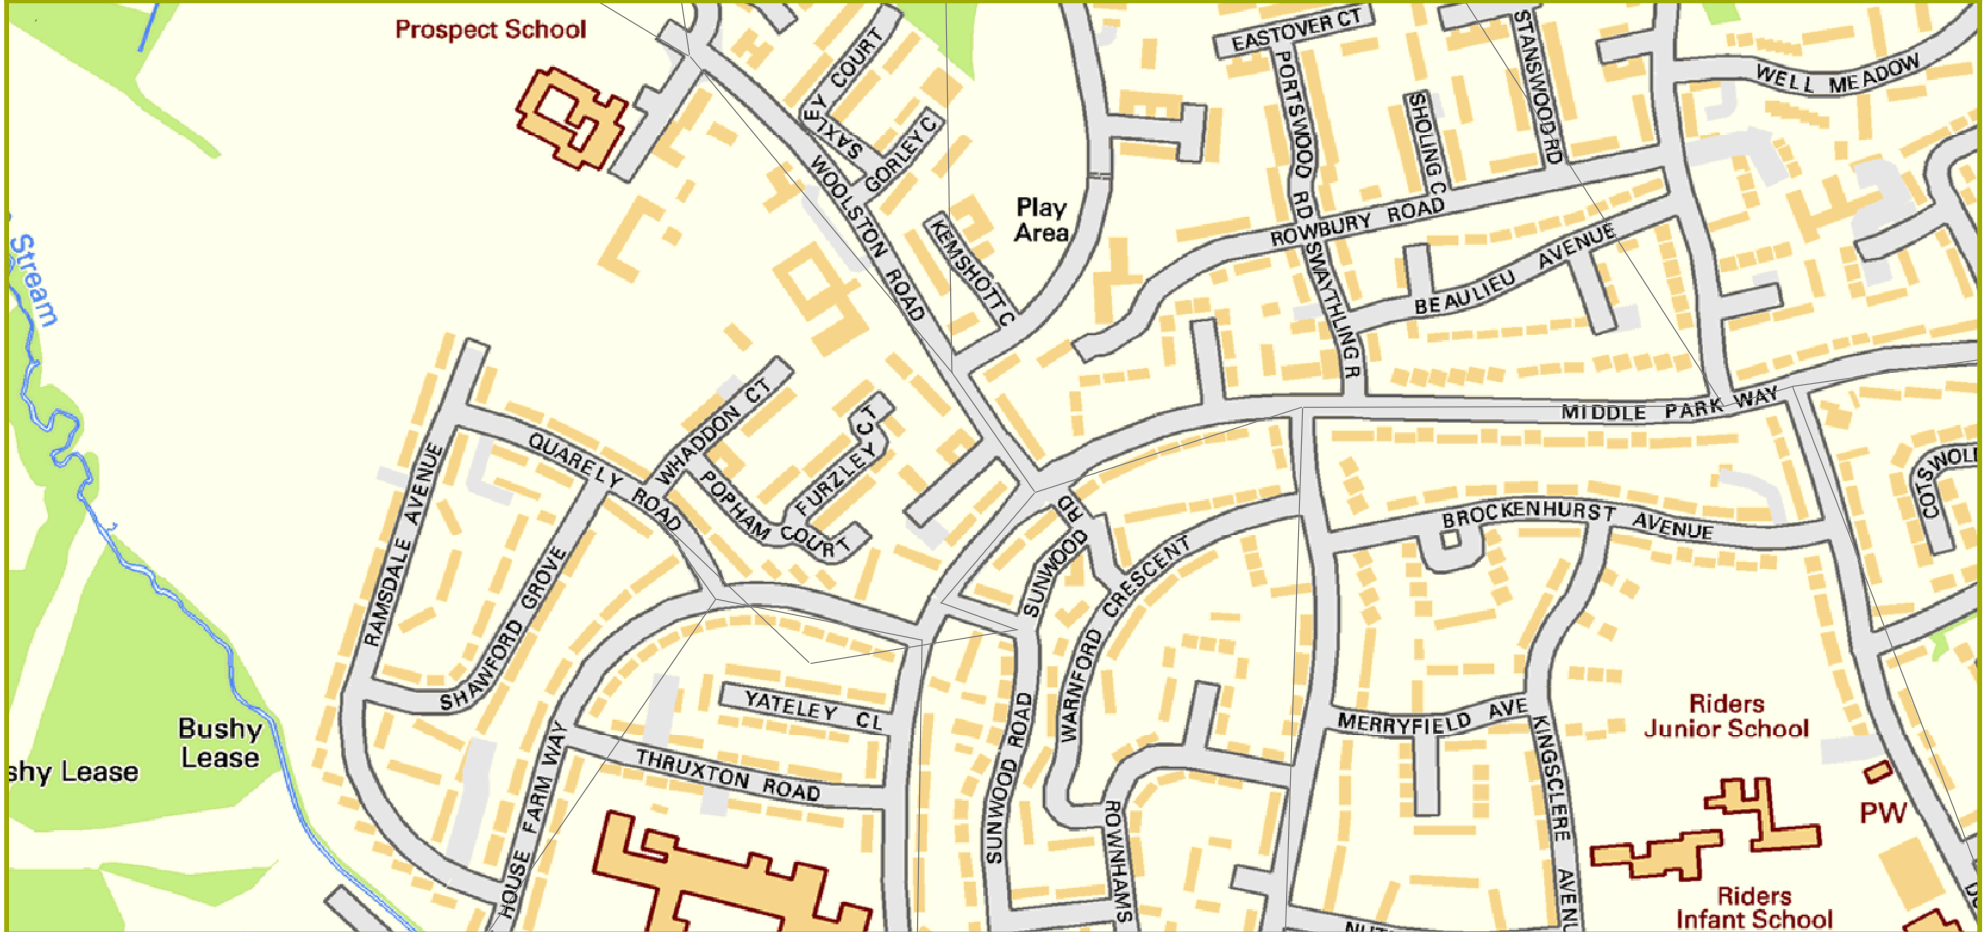 Prospect School
EASTOVER CT
STANSWOOD RD
WELL MEADOW
SAXLEY COURT
GORLEY C
PORTSWOOD RD
SHOLING C
WOOLSTON ROAD
KEMSHOTT C
Play
Area
ROWBURY ROAD
SWAYTHLING R
BEAULIEU AVENUE
Stream
MIDDLE PARK WAY
QUARELY ROAD
WHADDON CT
FURZLEY CT
POPHAM COURT
RAMSDALE AVENUE
SHAWFORD GROVE
SUNWOOD RD
WARNFORD CRESCENT
BROCKENHURST AVENUE
COTSWOL
YATELEY CL
THRUXTON ROAD
HOUSE FARM WAY
SUNWOOD ROAD
ROWNHAMS
MERRYFIELD AVE
KINGSCLERE AVENU
Bushy
Lease
shy Lease
Riders
Junior School
PW
Riders
Infant School